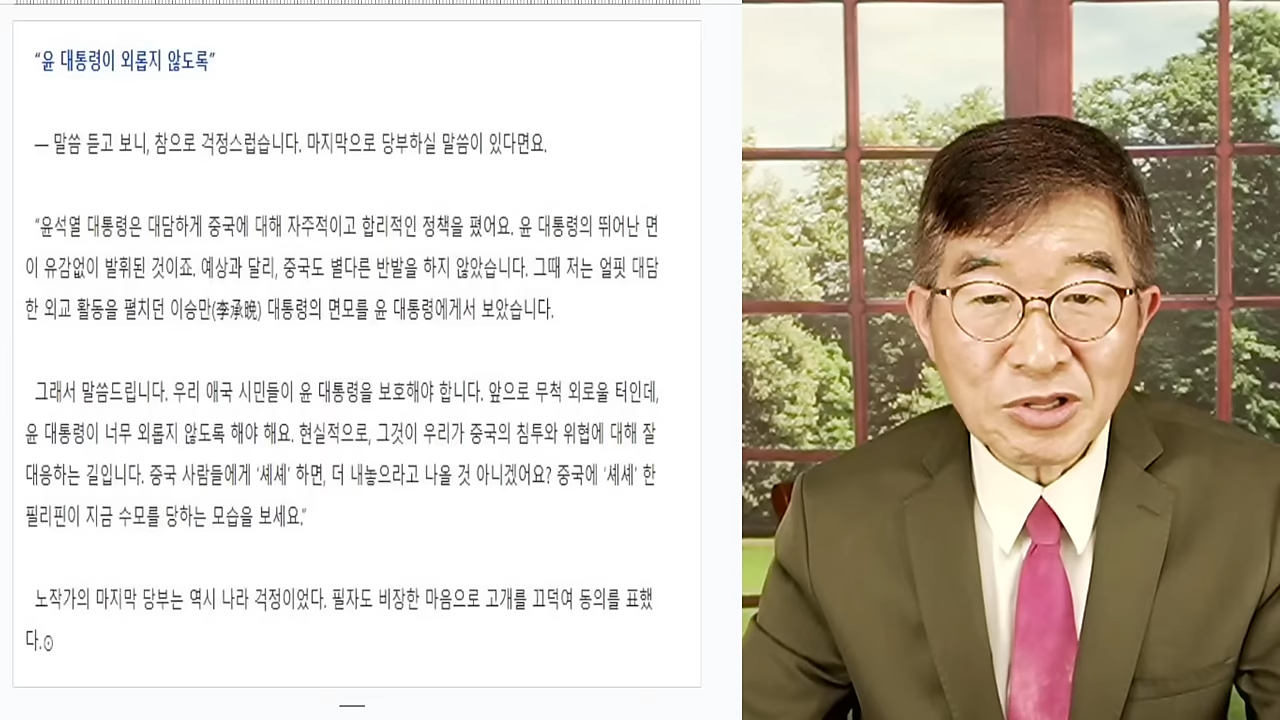 “윤 대통령이 외롭지 않도록”
― 말씀 듣고 보니, 참으로 걱정스럽습니다. 마지막으로 당부하실 말씀이 있다면요.
“윤석열 대통령은 대담하게 중국에 대해 자주적이고 합리적인 정책을 폈어요. 윤 대통령의 뛰어난 면
이 유감없이 발휘된 것이죠. 예상과 달리, 중국도 별다른 반발을 하지 않았습니다. 그때 저는 얼핏 대담
한 외교 활동을 펼치던 이승만(李承晩) 대통령의 면모를 윤 대통령에게서 보았습니다.
그래서 말씀드립니다. 우리 애국 시민들이 윤 대통령을 보호해야 합니다. 앞으로 무척 외로울 터인데,
윤 대통령이 너무 외롭지 않도록 해야 해요. 현실적으로, 그것이 우리가 중국의 침투와 위협에 대해 잘
대응하는 길입니다. 중국 사람들에게 ‘셰셰’ 하면, 더 내놓으라고 나올 것 아니겠어요? 중국에 ‘셰셰’ 한
필리핀이 지금 수모를 당하는 모습을 보세요.”
노작가의 마지막 당부는 역시 나라 걱정이었다. 필자도 비장한 마음으로 고개를 끄덕여 동의를 표했
다.⊙